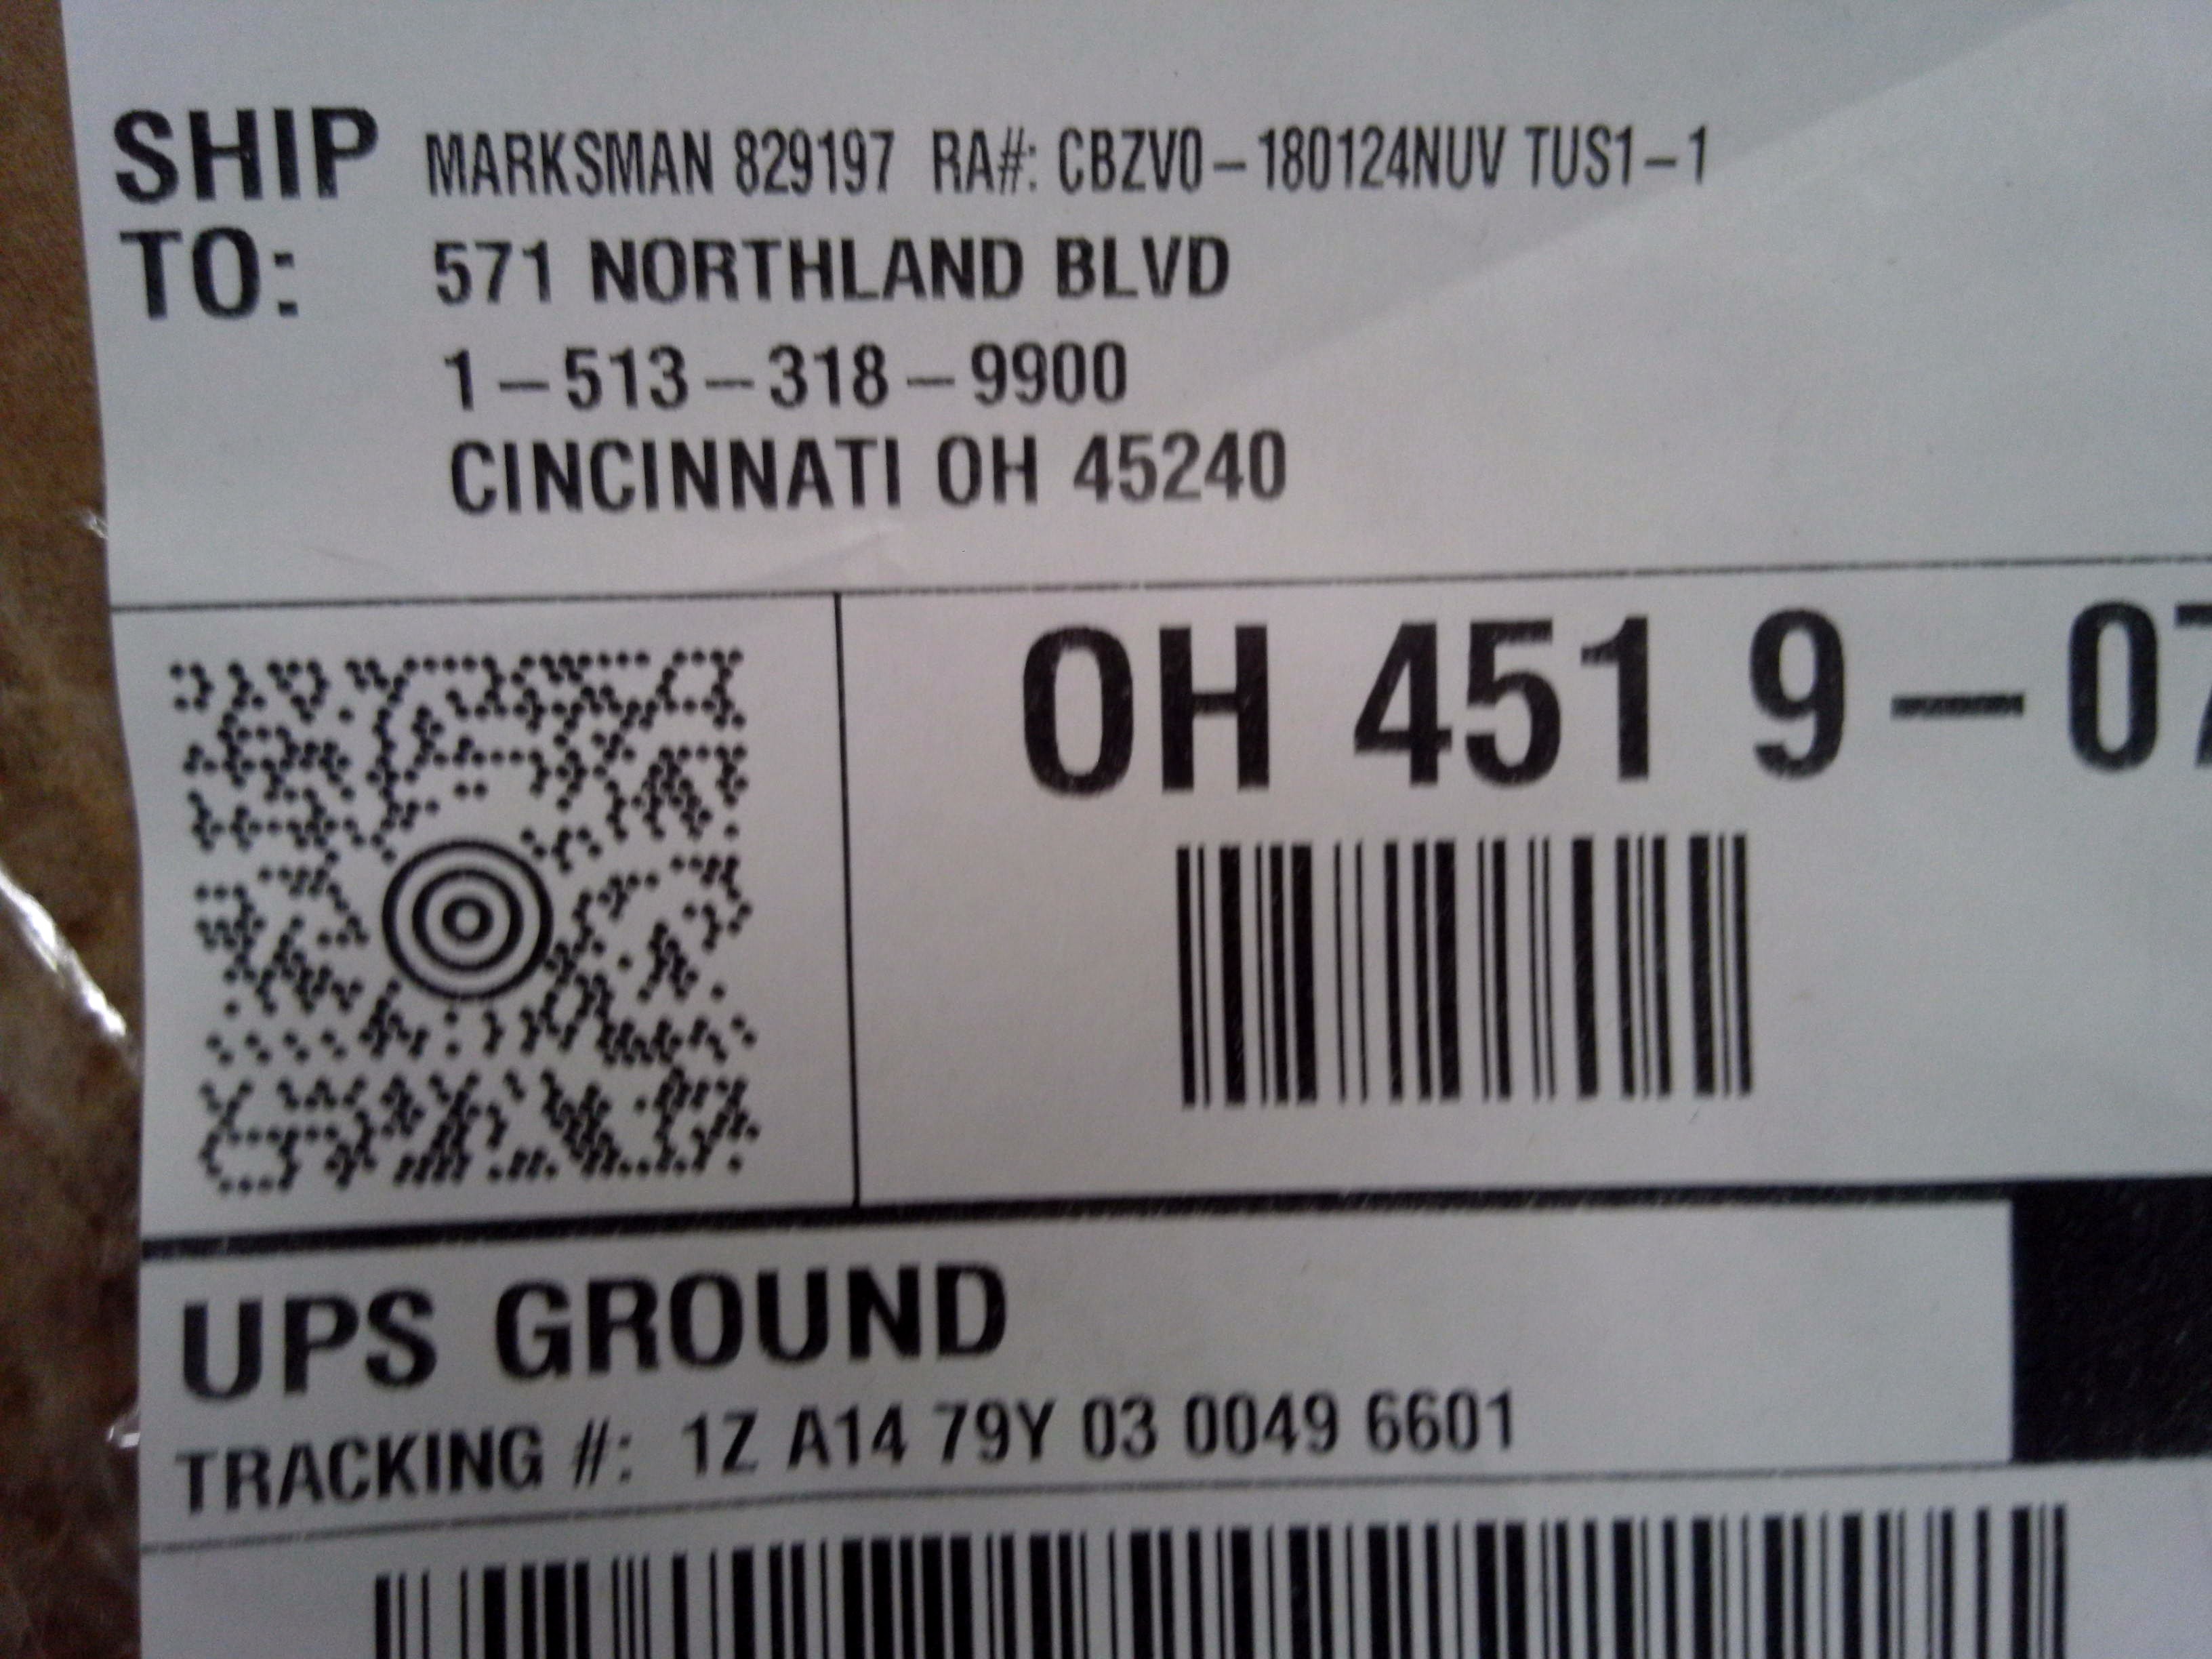 SHIP TO: MARKSMAN 829197 RA#: CBZV0-180124NUV TUS1-1
571 NORTHLAND BLVD
1-513-318-9900
CINCINNATI OH 45240
OH 451 9-07
UPS GROUND
TRACKING #: 1Z A14 79Y 03 0049 6601